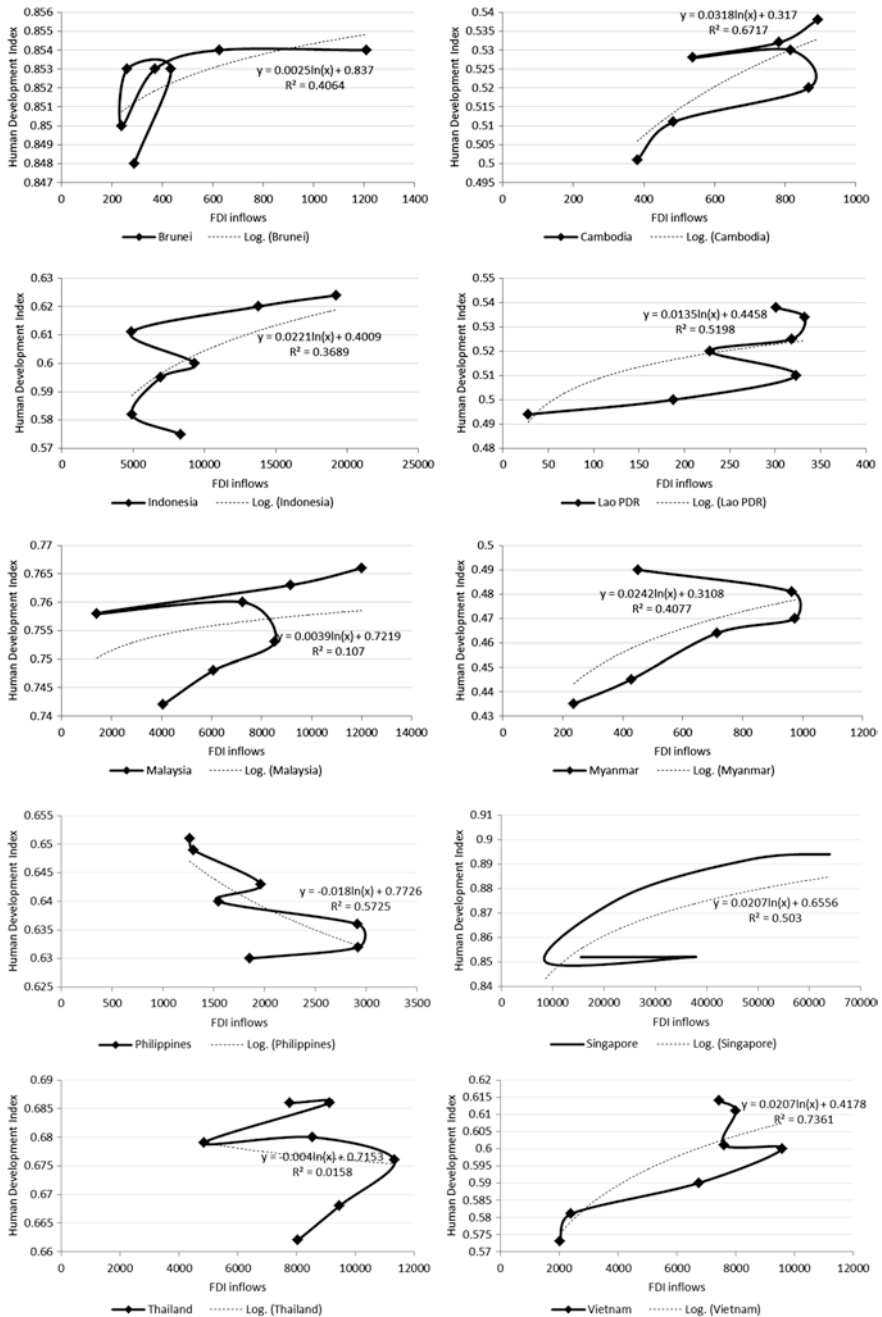 0.856
0.855
0.854
0.853
0.852
0.851
0.85
0.849
0.848
0.847
Human Development Index
y = 0.0025ln(x) + 0.837
R² = 0.4064
0 200 400 600 800 1000 1200 1400
FDI inflows
Brunei Log. (Brunei)
0.54
0.535
0.53
0.525
0.52
0.515
0.51
0.505
0.5
0.495
Human Development Index
y = 0.0318ln(x) + 0.317
R² = 0.6717
0 200 400 600 800 1000
FDI inflows
Cambodia Log. (Cambodia)
0.63
0.62
0.61
0.6
0.59
0.58
0.57
Human Development Index
y = 0.0221ln(x) + 0.4009
R² = 0.3689
0 5000 10000 15000 20000 25000
FDI inflows
Indonesia Log. (Indonesia)
0.55
0.54
0.53
0.52
0.51
0.5
0.49
0.48
Human Development Index
y = 0.0135ln(x) + 0.4458
R² = 0.5198
0 50 100 150 200 250 300 350 400
FDI inflows
Lao PDR Log. (Lao PDR)
0.77
0.765
0.76
0.755
0.75
0.745
0.74
Human Development Index
y = 0.0039ln(x) + 0.7219
R² = 0.107
0 2000 4000 6000 8000 10000 12000 14000
FDI inflows
Malaysia Log. (Malaysia)
0.5
0.49
0.48
0.47
0.46
0.45
0.44
0.43
Human Development Index
y = 0.0242ln(x) + 0.3108
R² = 0.4077
0 200 400 600 800 1000 1200
FDI inflows
Myanmar Log. (Myanmar)
0.655
0.65
0.645
0.64
0.635
0.63
0.625
Human Development Index
y = -0.018ln(x) + 0.7726
R² = 0.5725
0 500 1000 1500 2000 2500 3000 3500
FDI inflows
Philippines Log. (Philippines)
0.91
0.9
0.89
0.88
0.87
0.86
0.85
0.84
Human Development Index
y = 0.0207ln(x) + 0.6556
R² = 0.503
0 10000 20000 30000 40000 50000 60000 70000
FDI inflows
Singapore Log. (Singapore)
0.69
0.685
0.68
0.675
0.67
0.665
0.66
Human Development Index
y = -0.004ln(x) + 0.7153
R² = 0.0158
0 2000 4000 6000 8000 10000 12000
FDI inflows
Thailand Log. (Thailand)
0.62
0.615
0.61
0.605
0.6
0.595
0.59
0.585
0.58
0.575
0.57
Human Development Index
y = 0.0207ln(x) + 0.4178
R² = 0.7361
0 2000 4000 6000 8000 10000 12000
FDI inflows
Vietnam Log. (Vietnam)